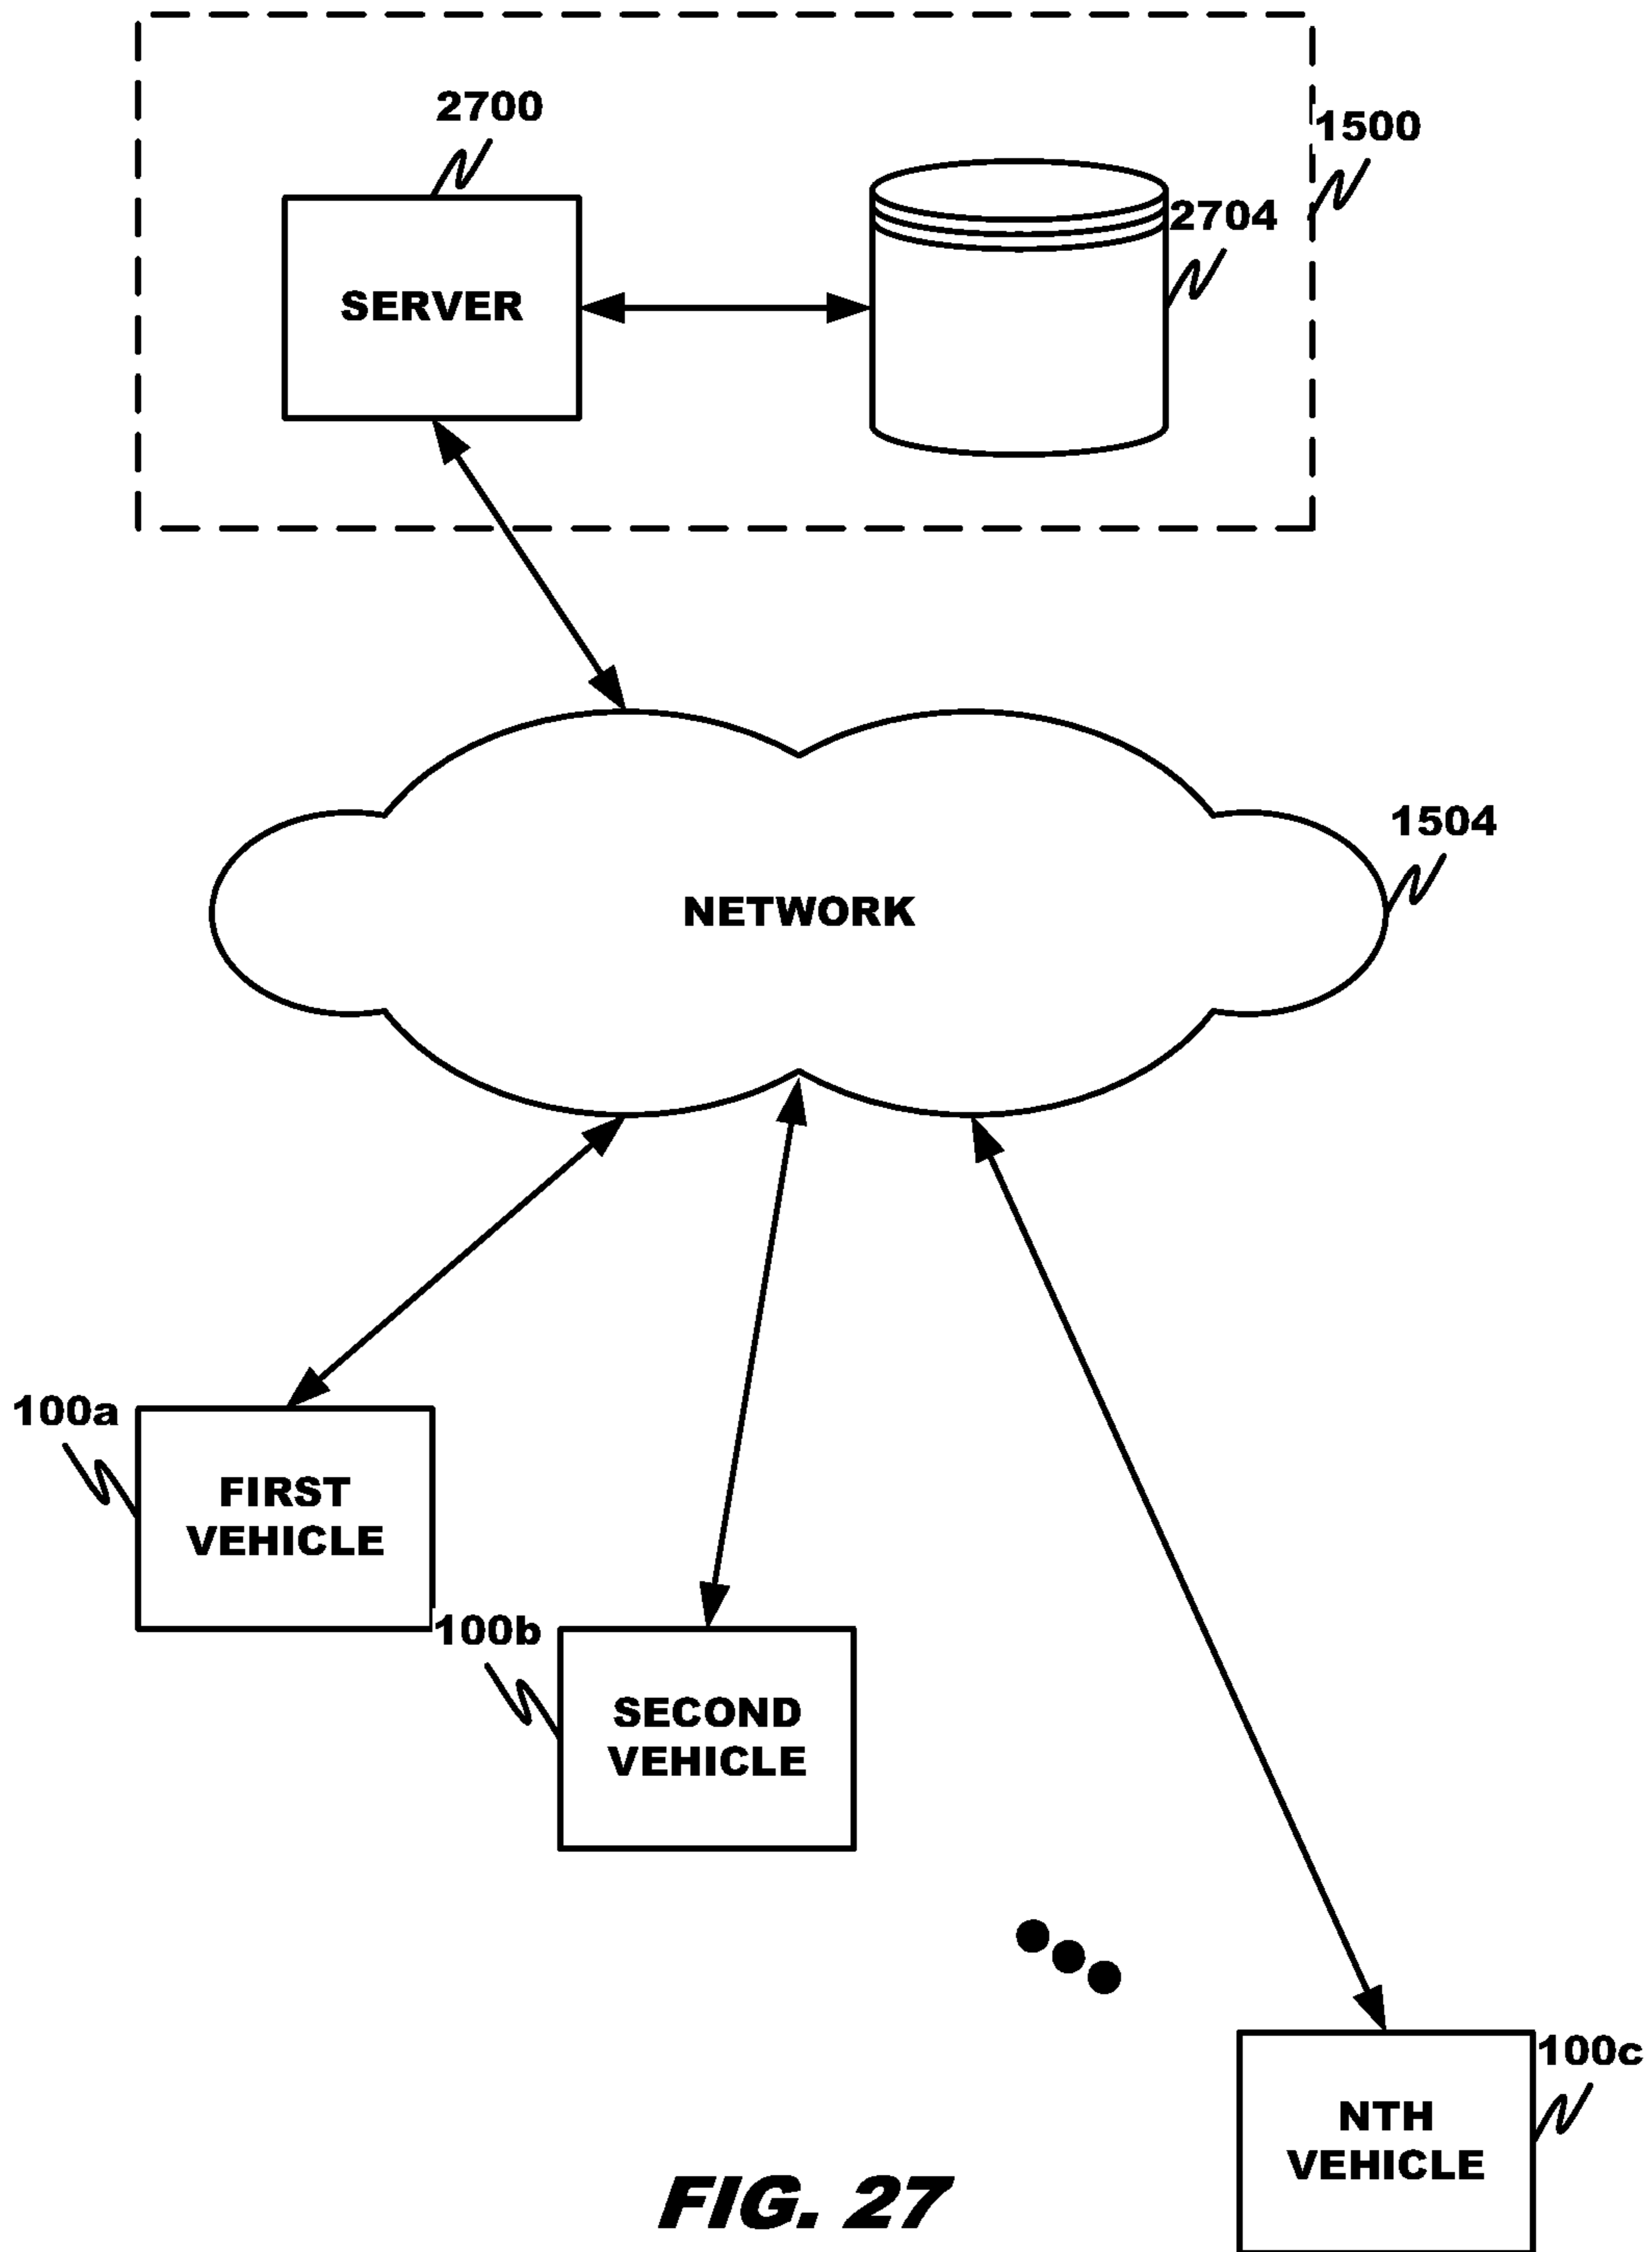 2700
1500
2704
SERVER
1504
NETWORK
100a
FIRST
VEHICLE
100b
SECOND
VEHICLE
100c
NTH
VEHICLE
FIG. 27